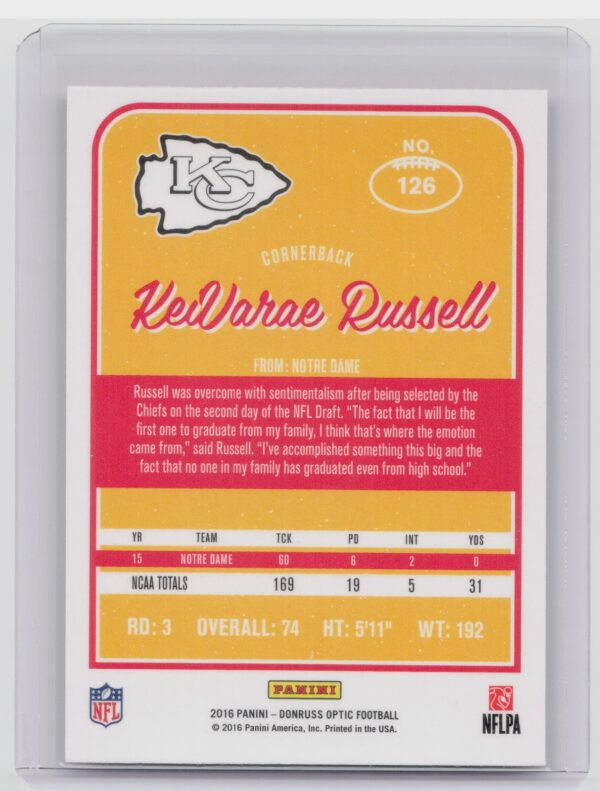 KC
NO.
126
CORNERBACK
KeiVarae Russell
FROM: NOTRE DAME
Russell was overcome with sentimentalism after being selected by the
Chiefs on the second day of the NFL Draft. “The fact that I will be the
first one to graduate from my family, I think that’s where the emotion
came from,” said Russell. “I’ve accomplished something this big and the
fact that no one in my family has graduated even from high school.”
YR TEAM TCK PD INT YDS
15 NOTRE DAME 60 6 2 0
NCAA TOTALS 169 19 5 31
RD: 3 OVERALL: 74 HT: 5'11" WT: 192
PANINI
NFL
2016 PANINI – DONRUSS OPTIC FOOTBALL
© 2016 Panini America, Inc. Printed in the USA.
NFLPA